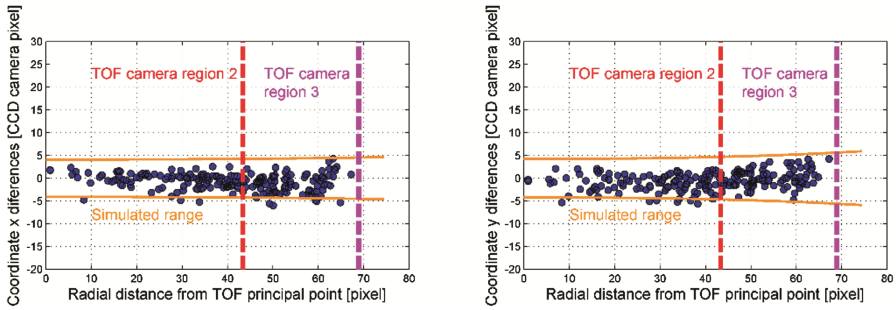 Coordinate x diferences [CCD camera pixel]
30
25
20
15
10
5
0
-5
-10
-15
-20
TOF camera region 2
TOF camera
region 3
Simulated range
0 10 20 30 40 50 60 70 80
Radial distance from TOF principal point [pixel]
Coordinate y diferences [CCD camera pixel]
30
25
20
15
10
5
0
-5
-10
-15
-20
TOF camera region 2
TOF camera
region 3
Simulated range
0 10 20 30 40 50 60 70 80
Radial distance from TOF principal point [pixel]